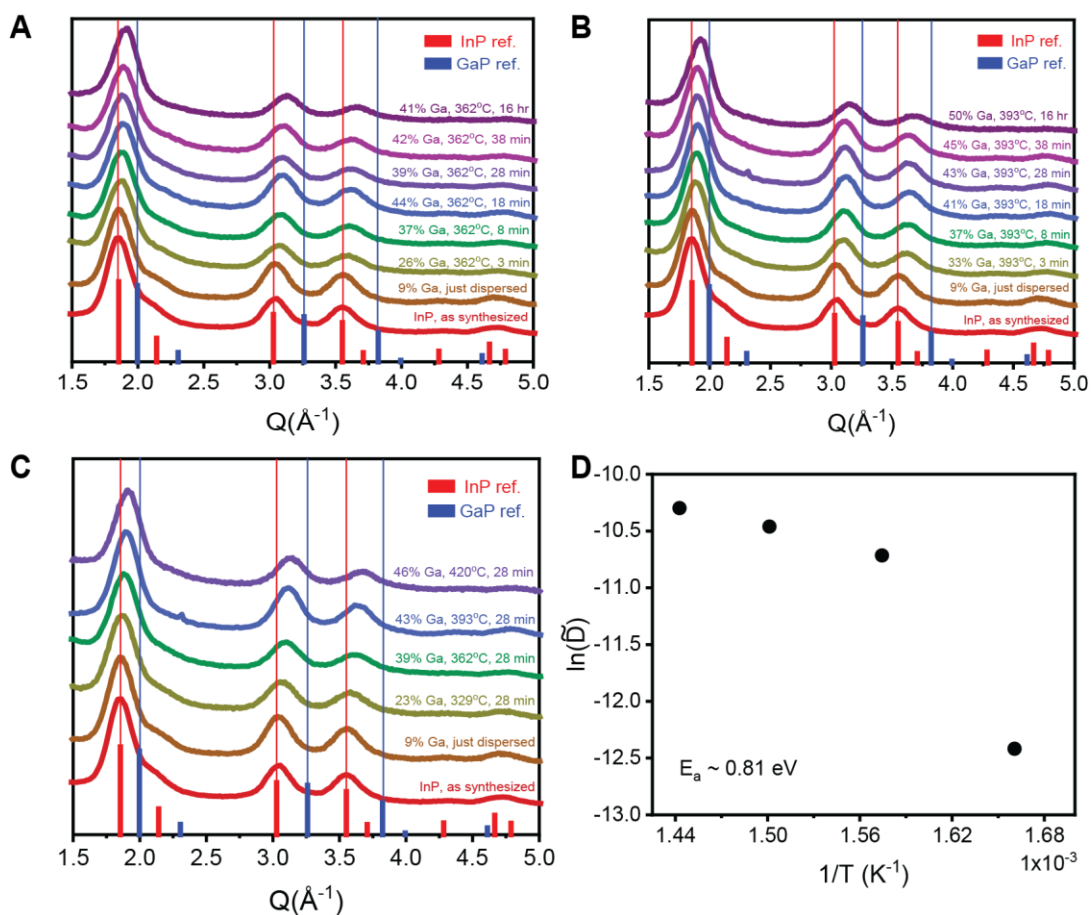 A
InP ref.
GaP ref.
41% Ga, 362°C, 16 hr
42% Ga, 362°C, 38 min
39% Ga, 362°C, 28 min
44% Ga, 362°C, 18 min
37% Ga, 362°C, 8 min
26% Ga, 362°C, 3 min
9% Ga, just dispersed
InP, as synthesized
1.5 2.0 2.5 3.0 3.5 4.0 4.5 5.0
Q(Å⁻¹)
B
InP ref.
GaP ref.
50% Ga, 393°C, 16 hr
45% Ga, 393°C, 38 min
43% Ga, 393°C, 28 min
41% Ga, 393°C, 18 min
37% Ga, 393°C, 8 min
33% Ga, 393°C, 3 min
9% Ga, just dispersed
InP, as synthesized
1.5 2.0 2.5 3.0 3.5 4.0 4.5 5.0
Q(Å⁻¹)
C
InP ref.
GaP ref.
46% Ga, 420°C, 28 min
43% Ga, 393°C, 28 min
39% Ga, 362°C, 28 min
23% Ga, 329°C, 28 min
9% Ga, just dispersed
InP, as synthesized
1.5 2.0 2.5 3.0 3.5 4.0 4.5 5.0
Q(Å⁻¹)
D
-10.0
-10.5
-11.0
-11.5
-12.0
-12.5
-13.0
ln(D̃)
Eₐ ~ 0.81 eV
1.44 1.50 1.56 1.62 1.68
1x10⁻³
1/T (K⁻¹)